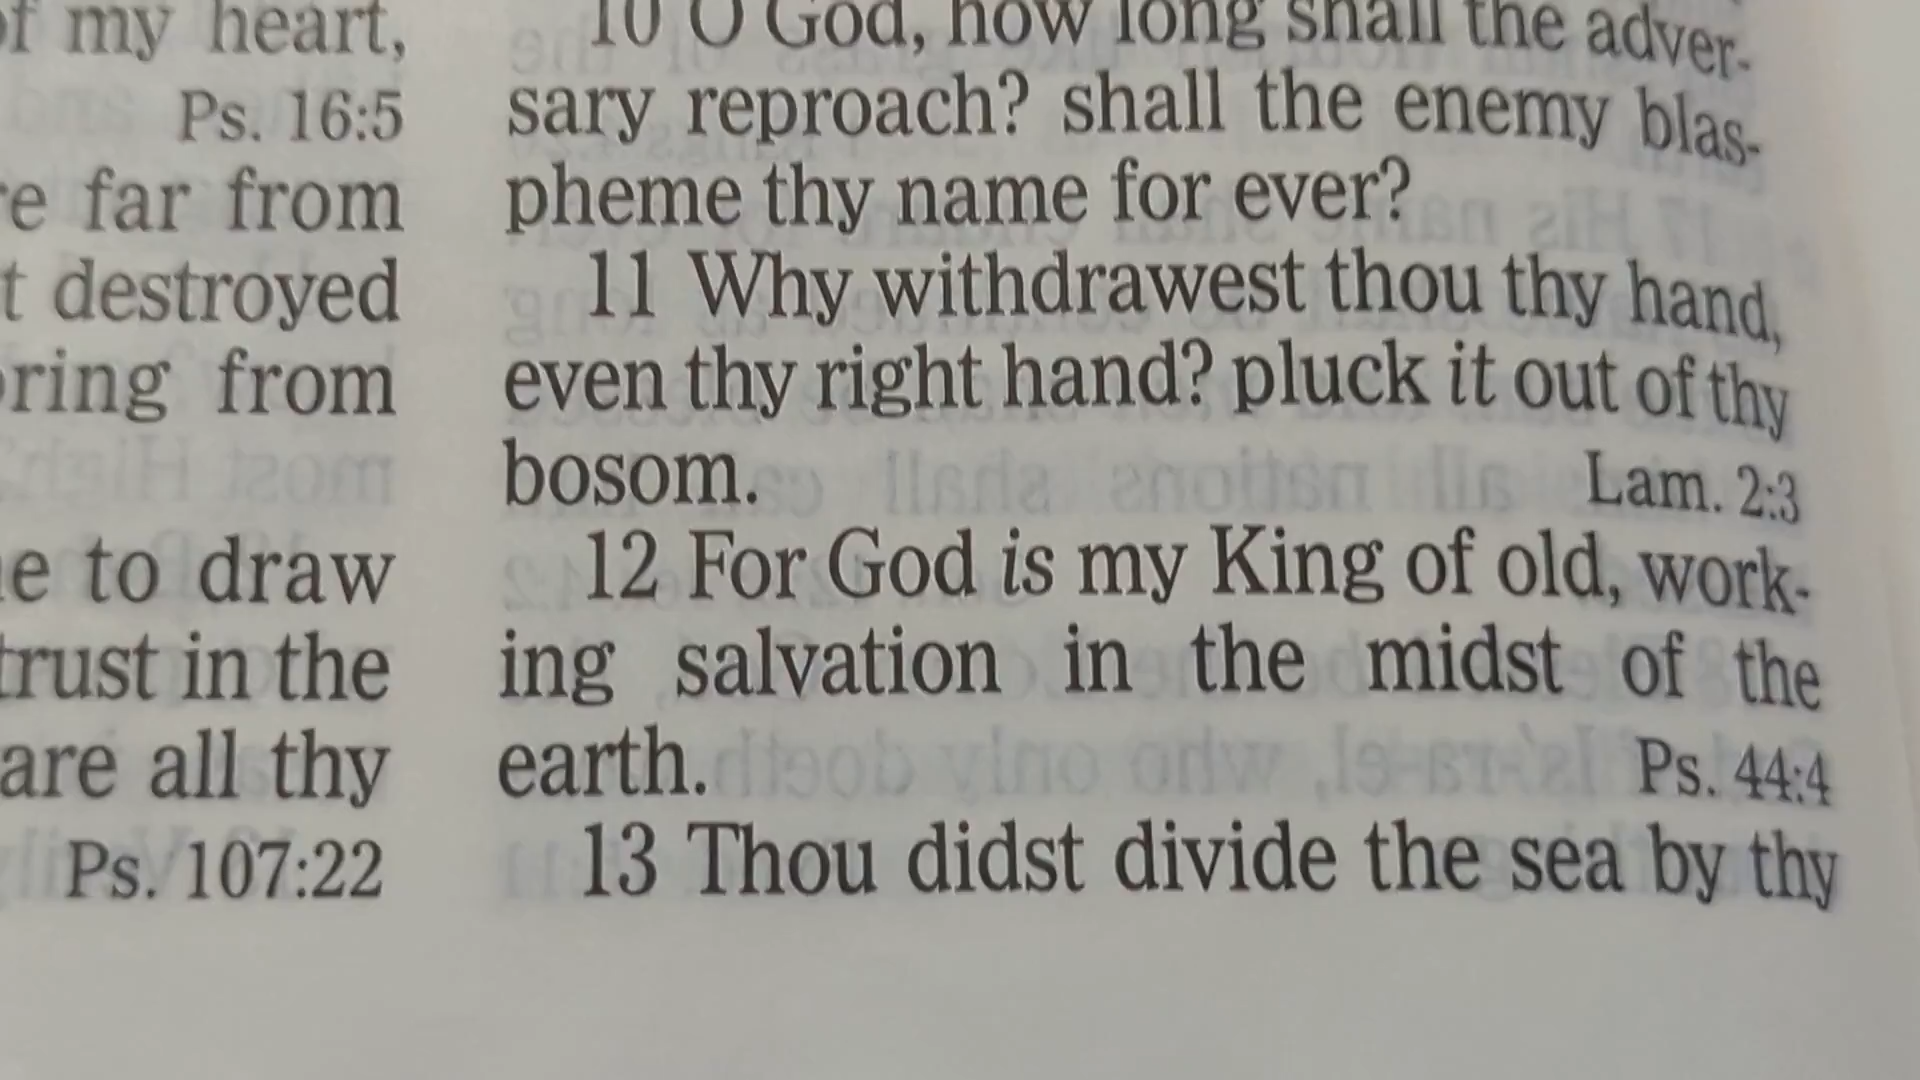 of my heart,
Ps. 16:5
far from
destroyed
from
to draw
trust in the
are all thy
Ps. 107:22
10 O God, how long shall the adver-
sary reproach? shall the enemy blas-
pheme thy name for ever?
11 Why withdrawest thou thy hand,
even thy right hand? pluck it out of thy
bosom. Lam. 2:3
12 For God is my King of old, work-
ing salvation in the midst of the
earth. Ps. 44:4
13 Thou didst divide the sea by thy